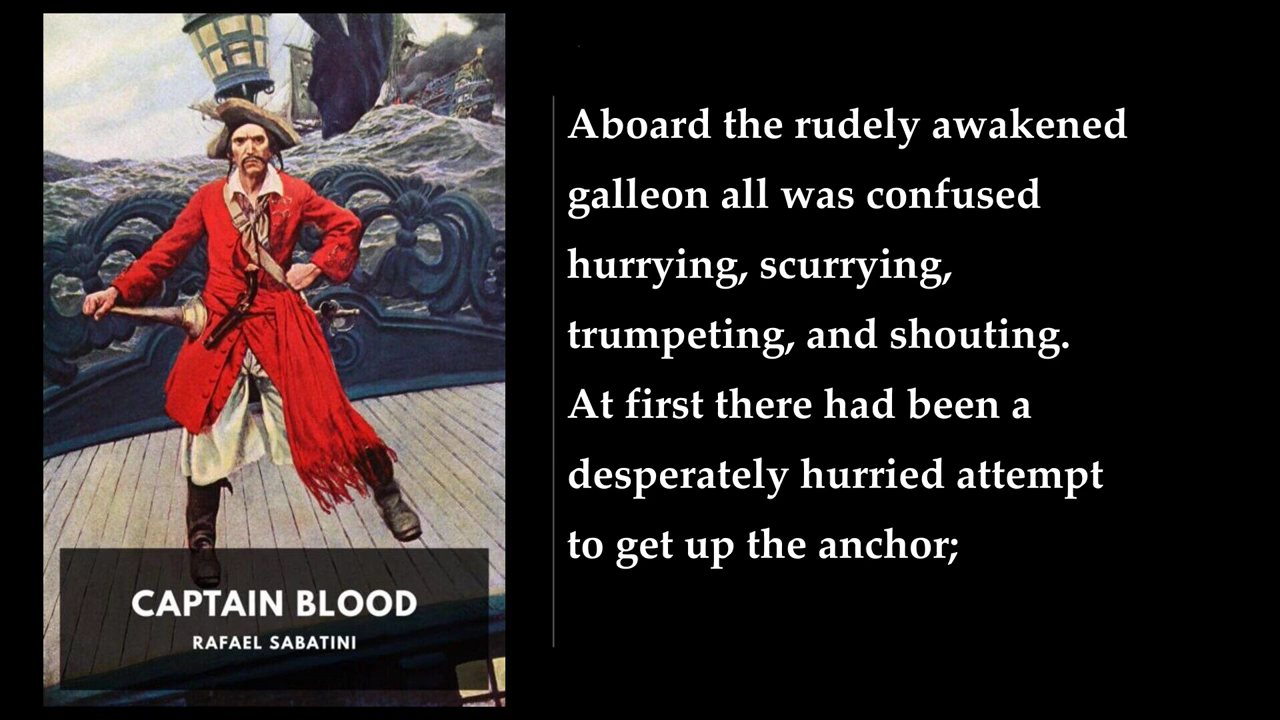 Aboard the rudely awakened
galleon all was confused
hurrying, scurrying,
trumpeting, and shouting.
At first there had been a
desperately hurried attempt
to get up the anchor;
CAPTAIN BLOOD
RAFAEL SABATINI